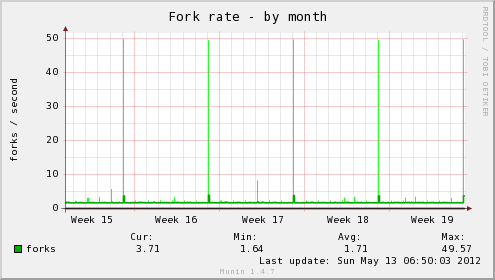 Fork rate - by month
RRDTOOL / TOBI OETIKER
forks / second
50
40
30
20
10
0
Week 15 Week 16 Week 17 Week 18 Week 19
Cur: Min: Avg: Max:
forks 3.71 1.64 1.71 49.57
Last update: Sun May 13 06:50:03 2012
Munin 1.4.7